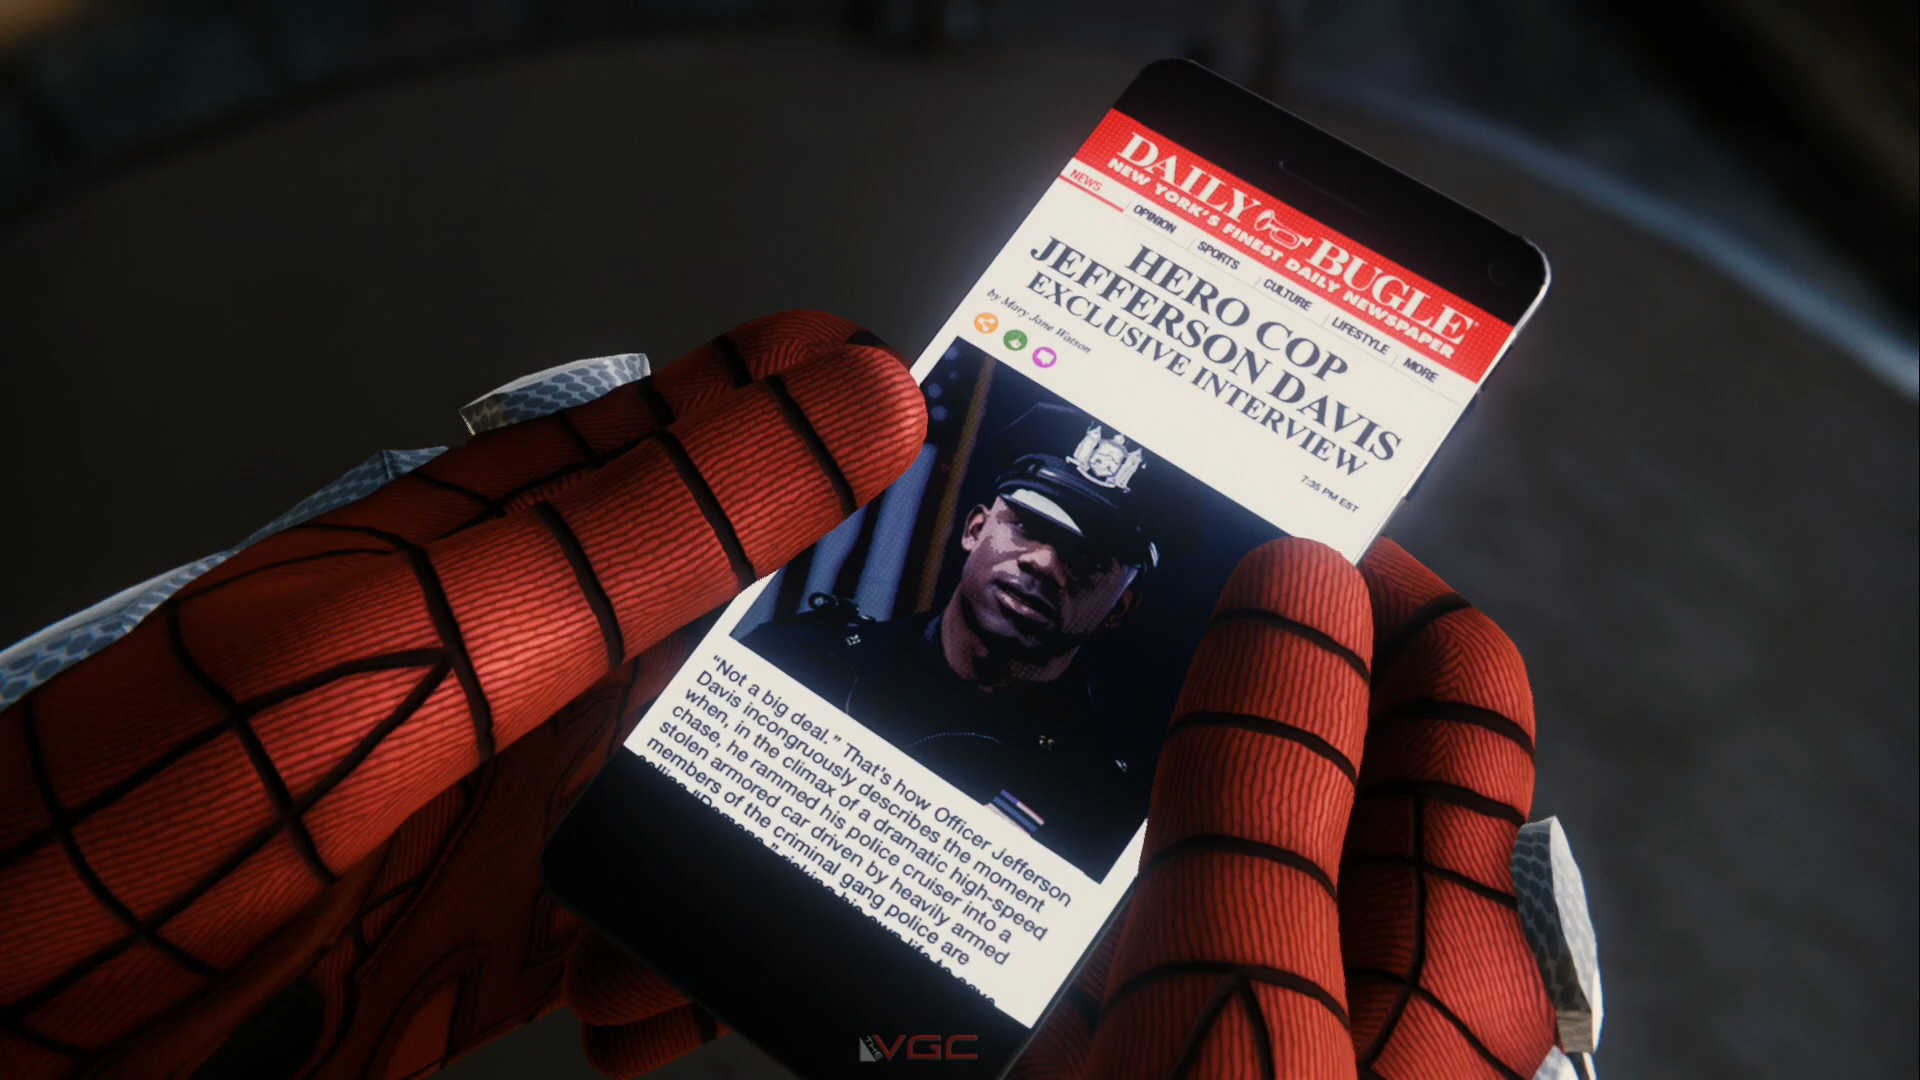 DAILY BUGLE
NEW YORK'S FINEST DAILY NEWSPAPER
NEWS
OPINION
SPORTS
CULTURE
LIFESTYLE
MORE
HERO COP
JEFFERSON DAVIS
EXCLUSIVE INTERVIEW
by Mary Jane Watson
7:35 PM EST
“Not a big deal.” That's how Officer Jefferson
Davis incongruously describes the moment
when, in the climax of a dramatic high-speed
chase, he rammed his police cruiser into a
stolen armored car driven by heavily armed
members of the criminal gang police are
THE VGC